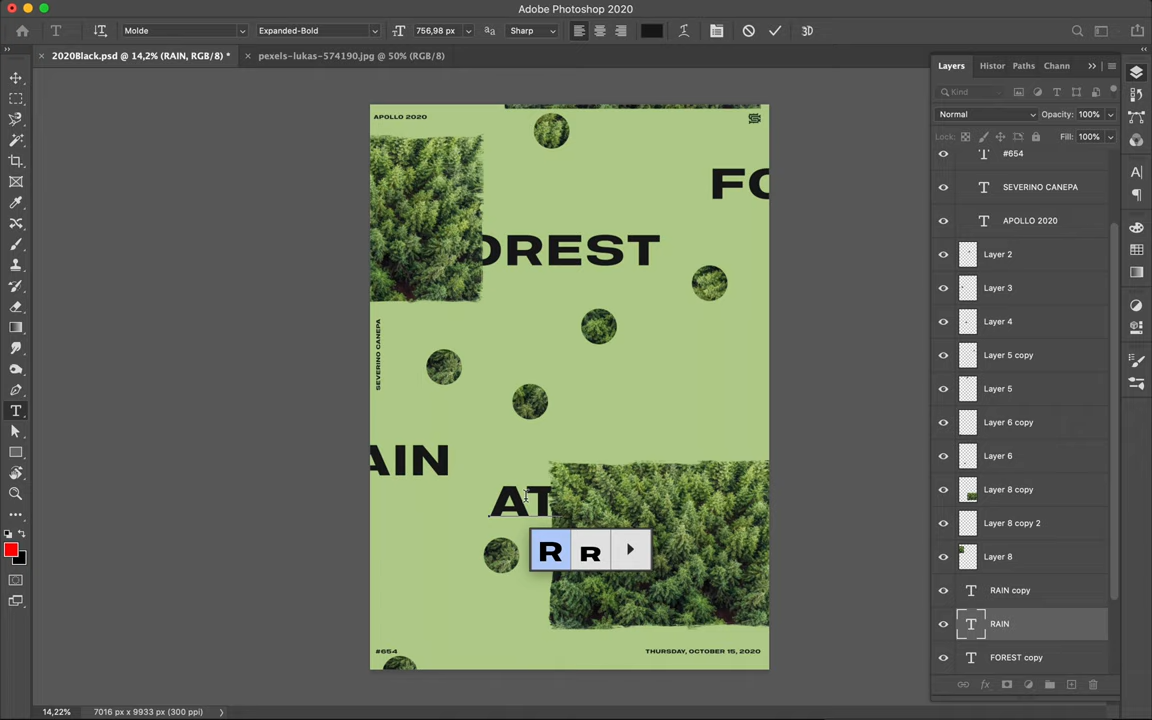 Adobe Photoshop 2020
Molde
Expanded-Bold
756,98 px
Sharp
3D
2020Black.psd @ 14,2% (RAIN, RGB/8) *
pexels-lukas-574190.jpg @ 50% (RGB/8)
Layers
Histor
Paths
Chann
Kind
Normal
Opacity: 100%
Lock:
Fill: 100%
#654
SEVERINO CANEPA
APOLLO 2020
Layer 2
Layer 3
Layer 4
Layer 5 copy
Layer 5
Layer 6 copy
Layer 6
Layer 8 copy
Layer 8 copy 2
Layer 8
RAIN copy
RAIN
FOREST copy
APOLLO 2020
FO
OREST
SEVERINO CANEPA
AIN
AT
R R
#654
THURSDAY, OCTOBER 15, 2020
14,22%
7016 px x 9933 px (300 ppi)